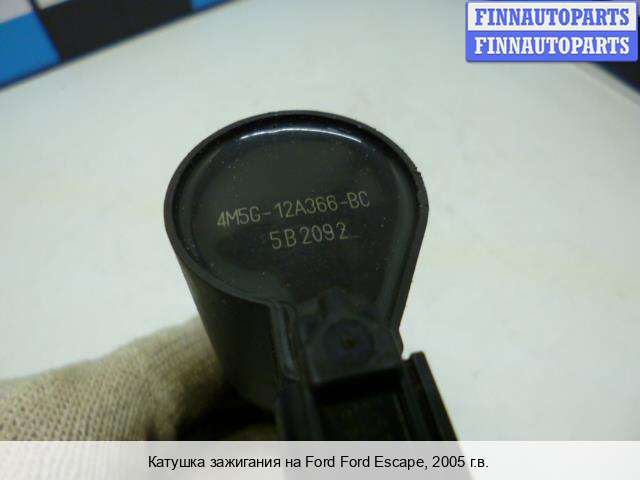 FINNAUTOPARTS
FINNAUTOPARTS
4M5G-12A366-BC
5B2092
Катушка зажигания на Ford Ford Escape, 2005 г.в.